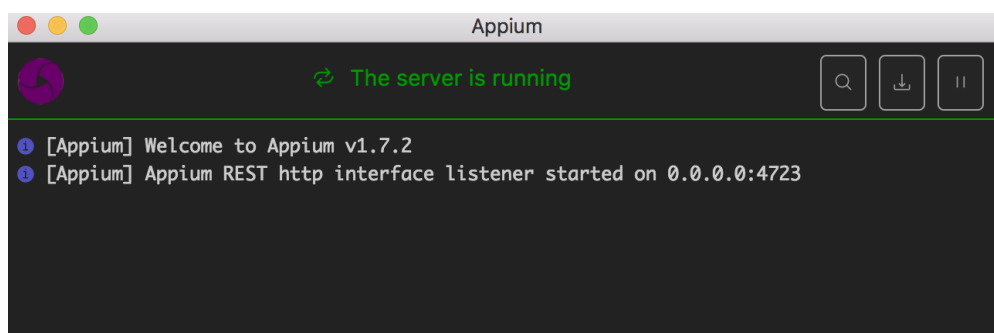 Appium
The server is running
[Appium] Welcome to Appium v1.7.2
[Appium] Appium REST http interface listener started on 0.0.0.0:4723